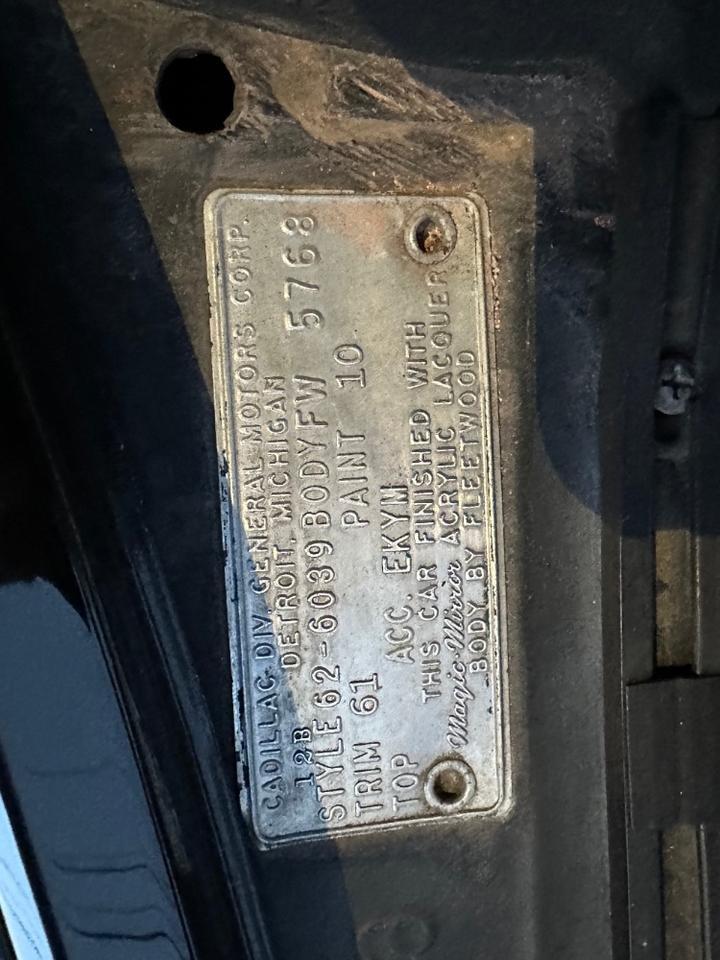 CADILLAC DIV. GENERAL MOTORS CORP.
12B DETROIT, MICHIGAN
STYLE 62-6039 BODY FW 5768
TRIM 61 PAINT 10
TOP ACC. EKYM
THIS CAR FINISHED WITH
Magic-Mirror ACRYLIC LACQUER
BODY BY FLEETWOOD